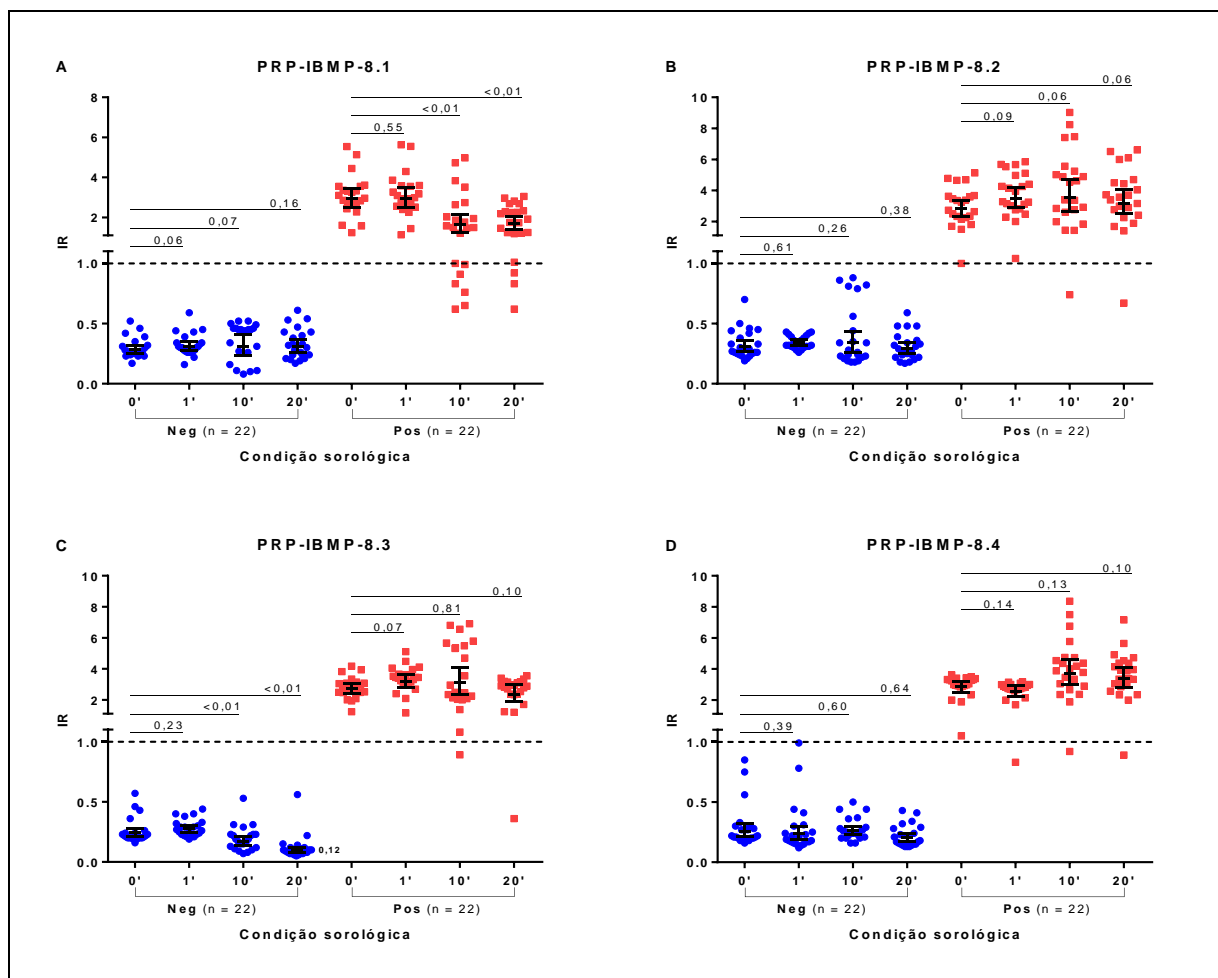 A PRP-IBMP-8.1
<0,01
<0,01
0,55
0,16
0,07
0,06
IR
8
6
4
2
1.0
0.5
0.0
0' 1' 10' 20' 0' 1' 10' 20'
Neg (n = 22) Pos (n = 22)
Condição sorológica
B PRP-IBMP-8.2
0,06
0,06
0,09
0,38
0,26
0,61
IR
10
8
6
4
2
1.0
0.5
0.0
0' 1' 10' 20' 0' 1' 10' 20'
Neg (n = 22) Pos (n = 22)
Condição sorológica
C PRP-IBMP-8.3
0,10
0,81
0,07
<0,01
<0,01
0,23
IR
10
8
6
4
2
1.0
0.5
0.0
0,12
0' 1' 10' 20' 0' 1' 10' 20'
Neg (n = 22) Pos (n = 22)
Condição sorológica
D PRP-IBMP-8.4
0,10
0,13
0,14
0,64
0,60
0,39
IR
10
8
6
4
2
1.0
0.5
0.0
0' 1' 10' 20' 0' 1' 10' 20'
Neg (n = 22) Pos (n = 22)
Condição sorológica